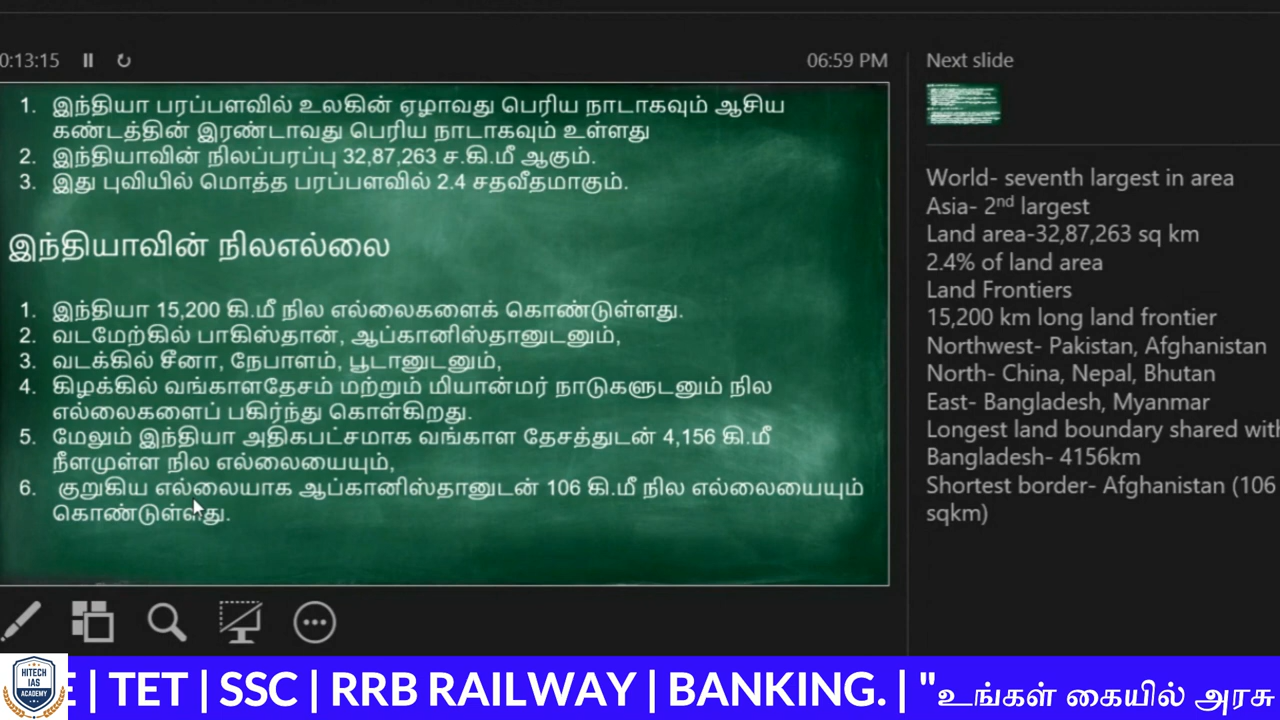 0:13:15
06:59 PM
1. இந்தியா பரப்பளவில் உலகின் ஏழாவது பெரிய நாடாகவும் ஆசிய
கண்டத்தின் இரண்டாவது பெரிய நாடாகவும் உள்ளது
2. இந்தியாவின் நிலப்பரப்பு 32,87,263 ச.கி.மீ ஆகும்.
3. இது புவியில் மொத்த பரப்பளவில் 2.4 சதவீதமாகும்.
இந்தியாவின் நிலஎல்லை
1. இந்தியா 15,200 கி.மீ நில எல்லைகளைக் கொண்டுள்ளது.
2. வடமேற்கில் பாகிஸ்தான், ஆப்கானிஸ்தானுடனும்,
3. வடக்கில் சீனா, நேபாளம், பூடானுடனும்,
4. கிழக்கில் வங்காளதேசம் மற்றும் மியான்மர் நாடுகளுடனும் நில
எல்லைகளைப் பகிர்ந்து கொள்கிறது.
5. மேலும் இந்தியா அதிகபட்சமாக வங்காள தேசத்துடன் 4,156 கி.மீ
நீளமுள்ள நில எல்லையையும்,
6. குறுகிய எல்லையாக ஆப்கானிஸ்தானுடன் 106 கி.மீ நில எல்லையையும்
கொண்டுள்ளது.
Next slide
World- seventh largest in area
Asia- 2nd largest
Land area-32,87,263 sq km
2.4% of land area
Land Frontiers
15,200 km long land frontier
Northwest- Pakistan, Afghanistan
North- China, Nepal, Bhutan
East- Bangladesh, Myanmar
Longest land boundary shared with
Bangladesh- 4156km
Shortest border- Afghanistan (106
sqkm)
HITECH
IAS
ACADEMY
E | TET | SSC | RRB RAILWAY | BANKING. | "உங்கள் கையில் அரசு